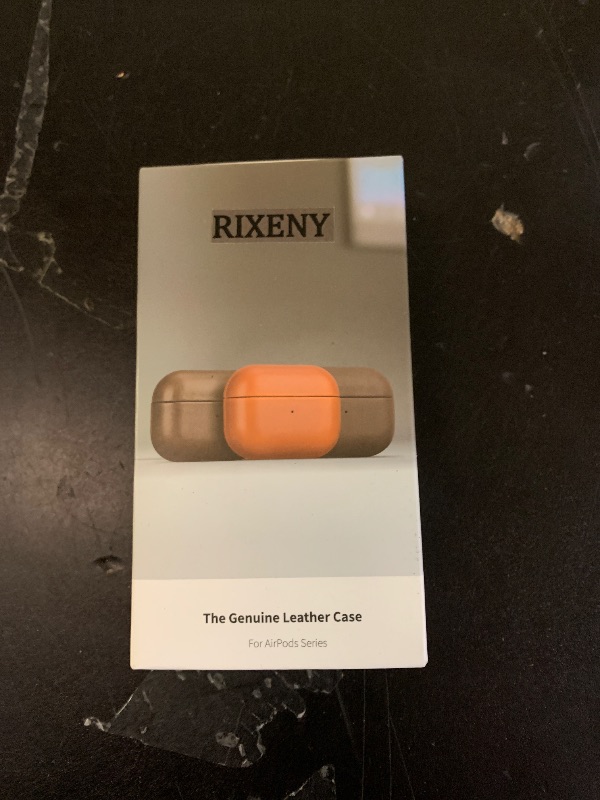 RIXENY
The Genuine Leather Case
For AirPods Series